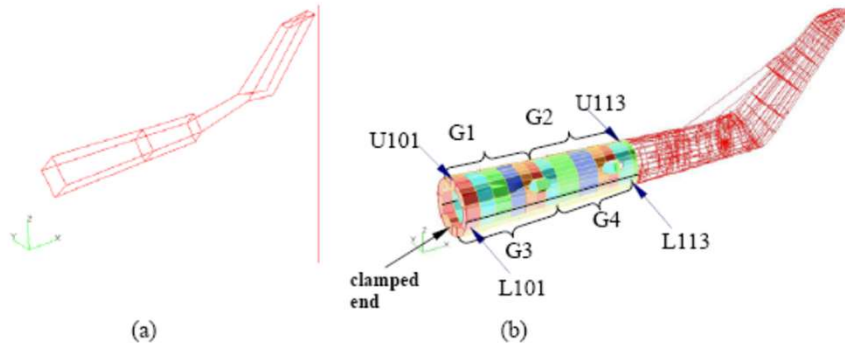 U113
G2
G1
U101
G4
G3
L113
clamped
end
L101
Z
Y
X
Z
Y
X
(a)
(b)